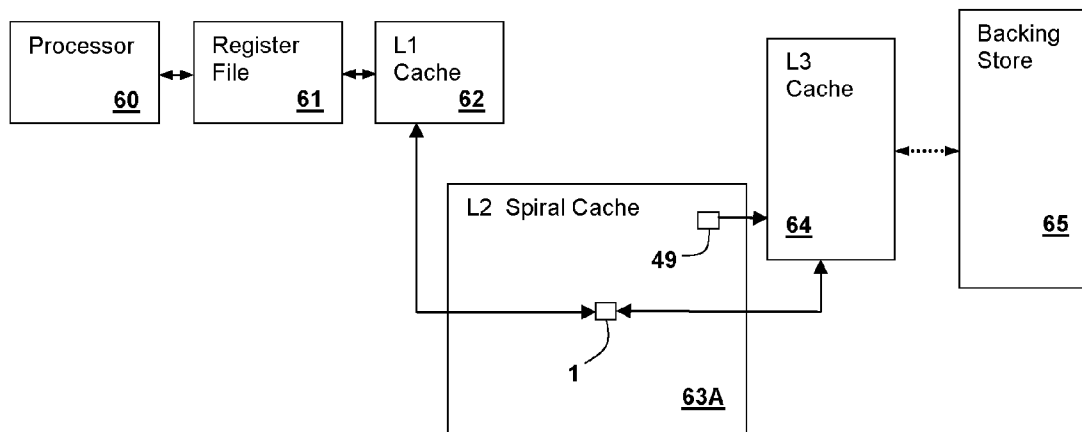 Processor
60
Register
File
61
L1
Cache
62
L3
Cache
64
Backing
Store
65
L2 Spiral Cache
49
1
63A